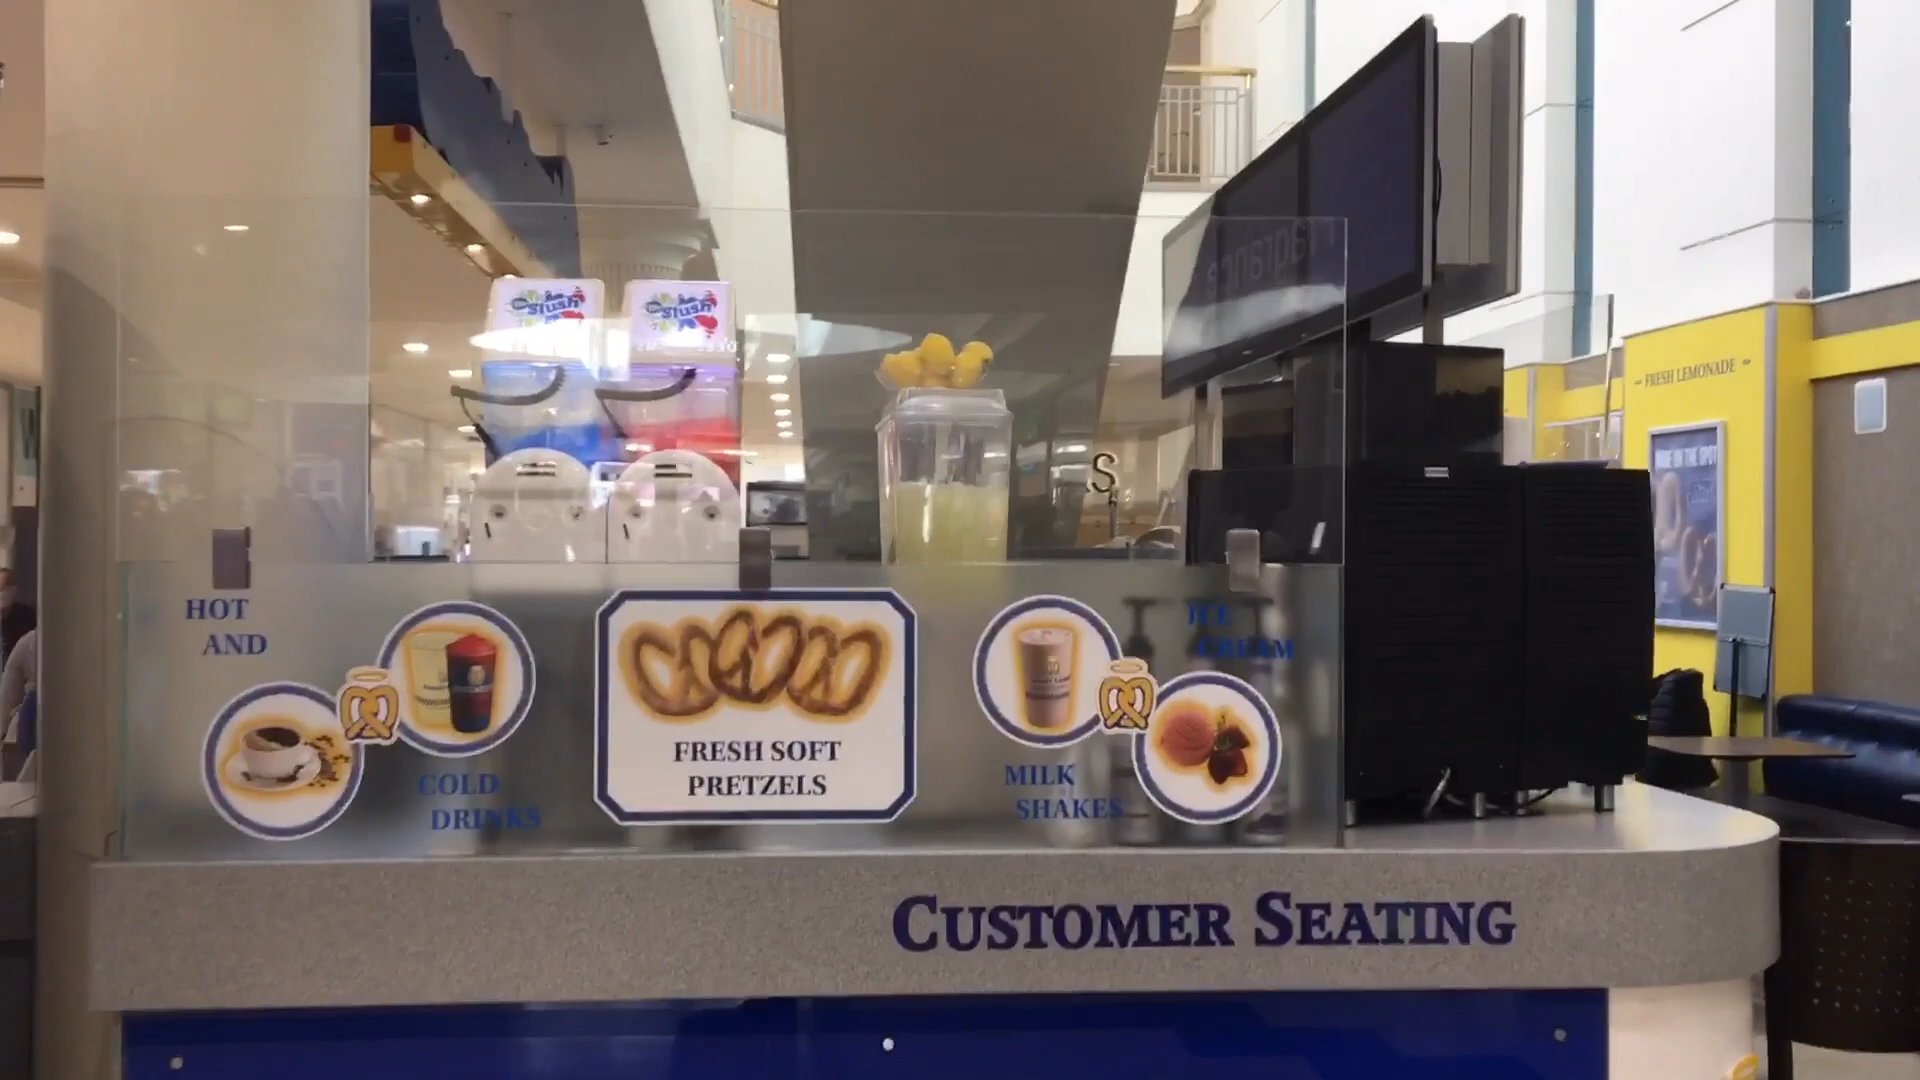 Slush
Slush
FRESH LEMONADE
HOT
AND
COLD
DRINKS
FRESH SOFT
PRETZELS
MILK
SHAKES
ICE
CREAM
CUSTOMER SEATING